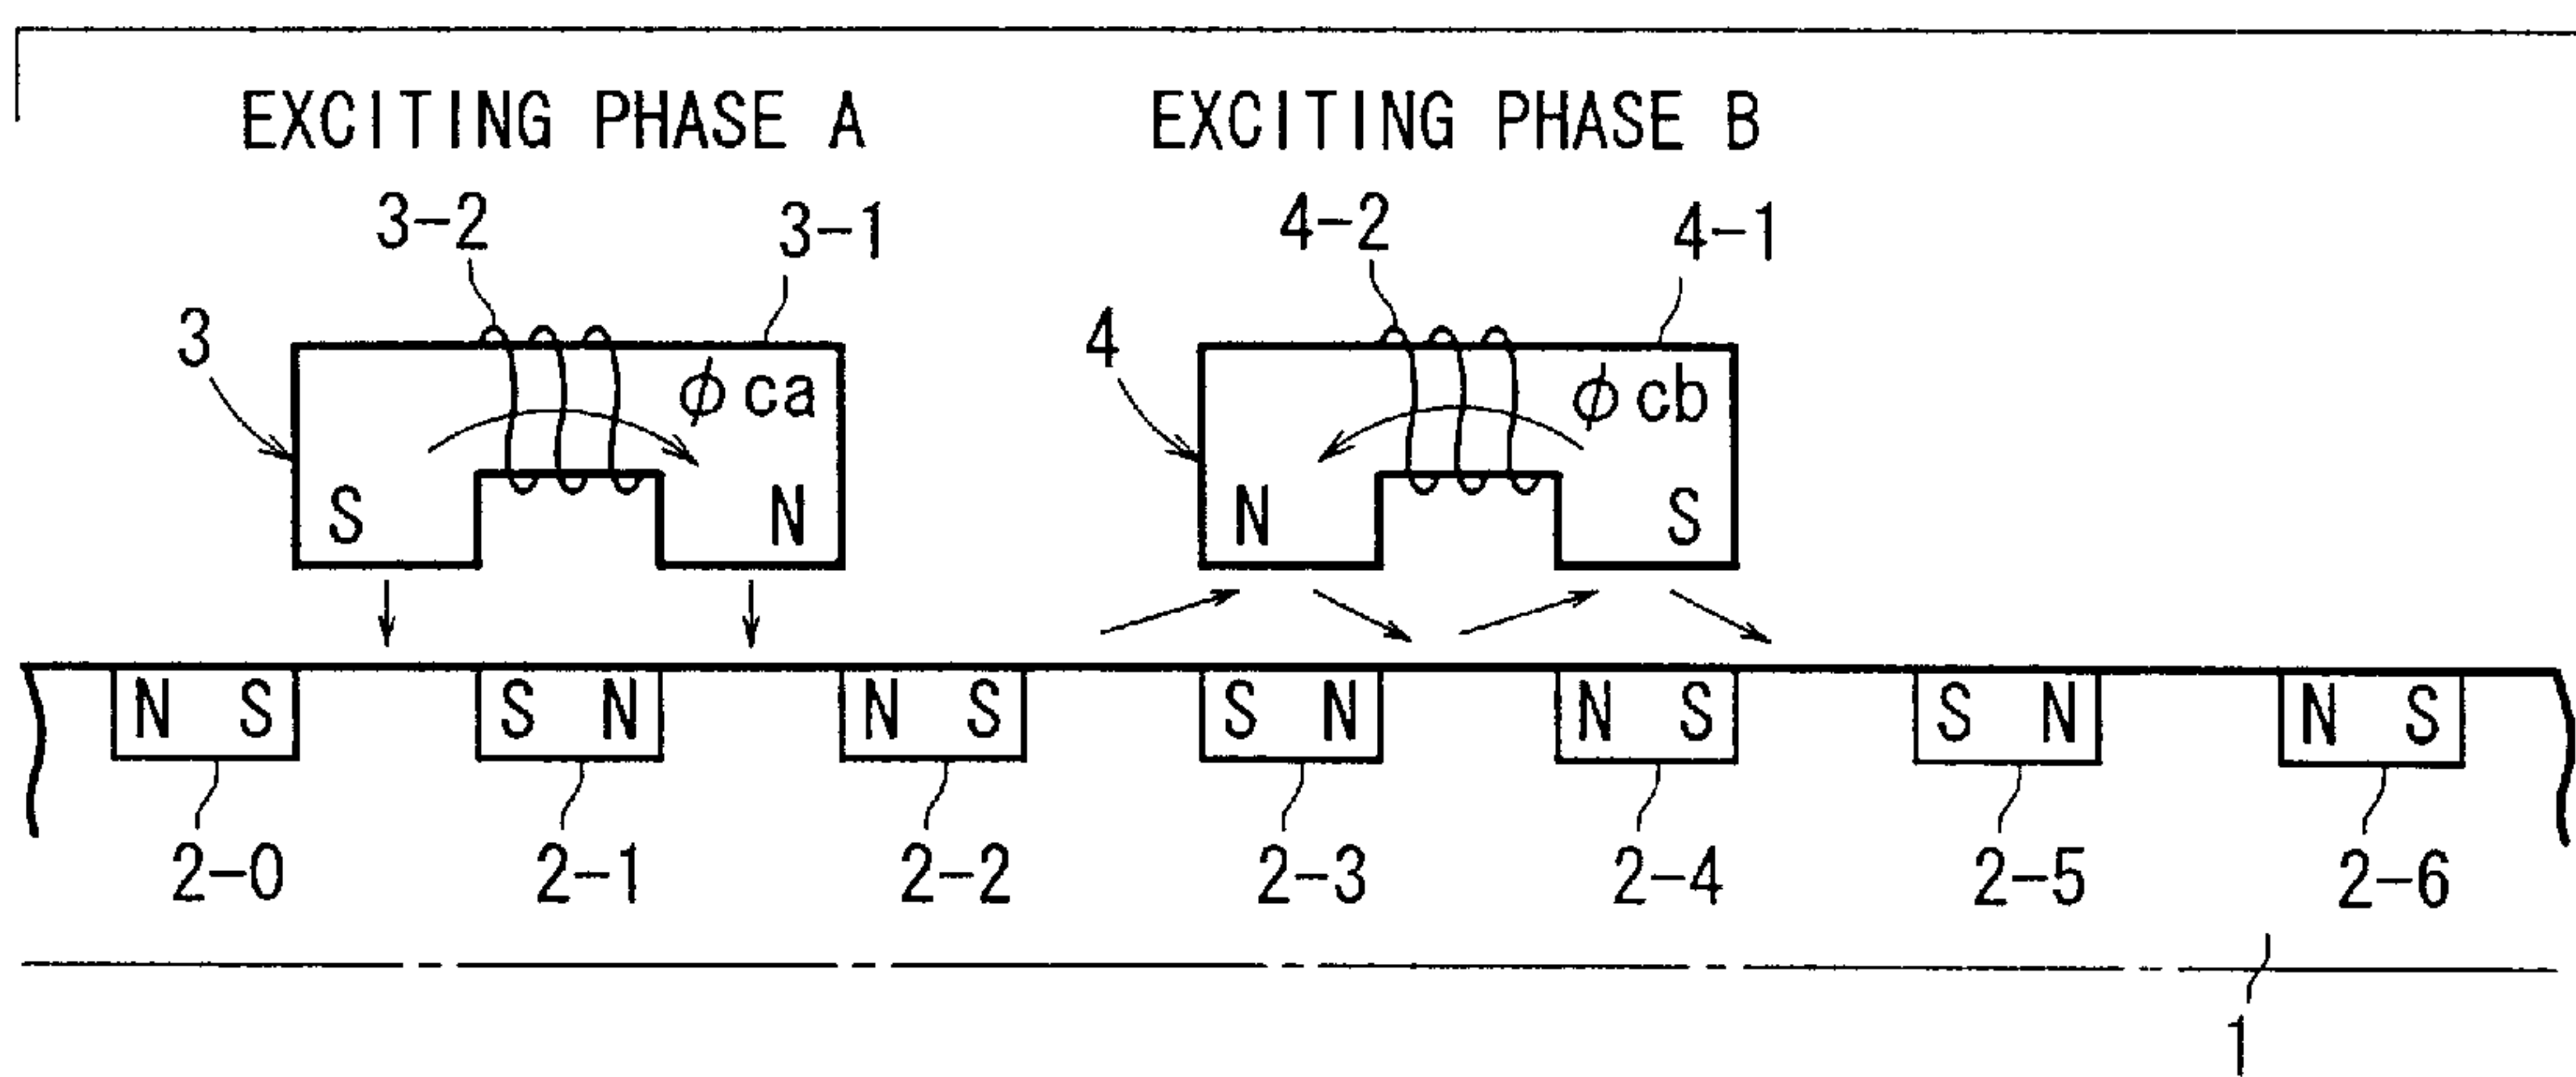 EXCITING PHASE A EXCITING PHASE B
3-2 3-1 4-2 4-1
3 4
ϕca ϕcb
S N N S
N S S N N S S N N S S N N S
2-0 2-1 2-2 2-3 2-4 2-5 2-6
1